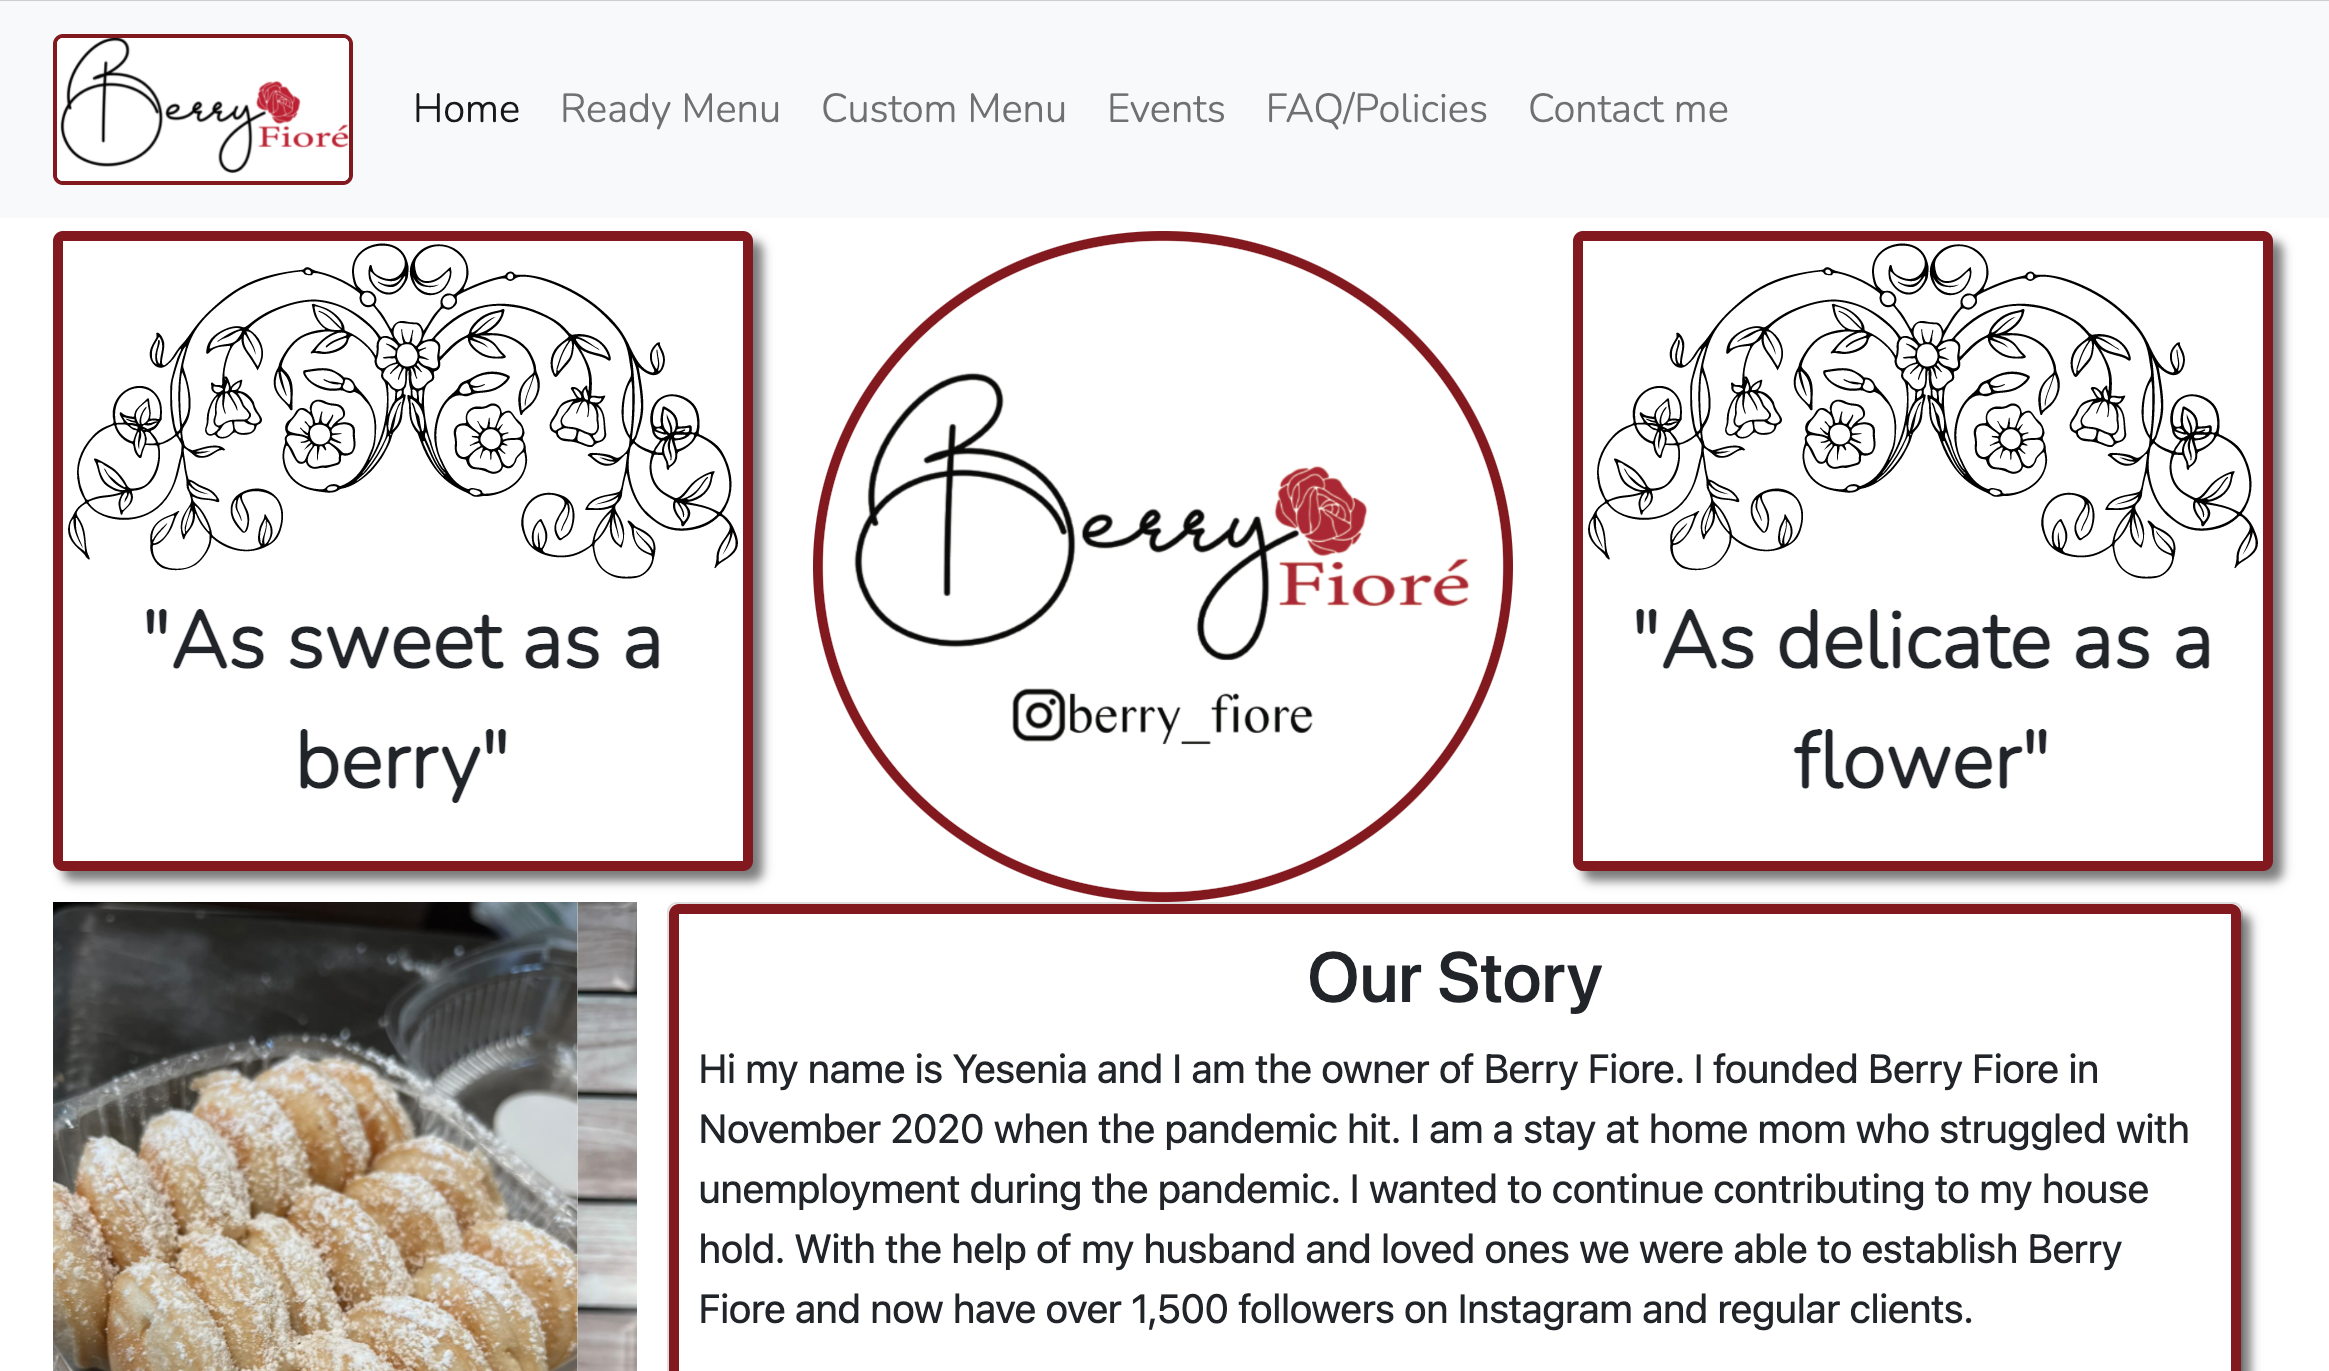 Berry
Fioré
Home Ready Menu Custom Menu Events FAQ/Policies Contact me
"As sweet as a
berry"
Berry
Fioré
berry_fiore
"As delicate as a
flower"
Our Story
Hi my name is Yesenia and I am the owner of Berry Fiore. I founded Berry Fiore in
November 2020 when the pandemic hit. I am a stay at home mom who struggled with
unemployment during the pandemic. I wanted to continue contributing to my house
hold. With the help of my husband and loved ones we were able to establish Berry
Fiore and now have over 1,500 followers on Instagram and regular clients.